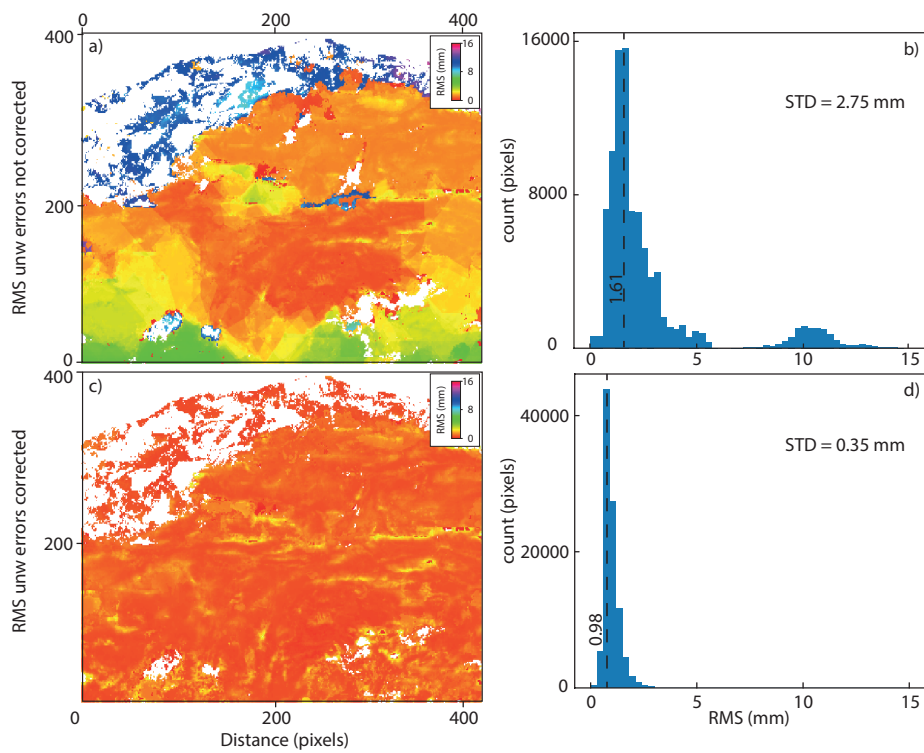 0
200
400
400
200
0
RMS unw errors not corrected
a)
RMS (mm)
16
8
0
16000
8000
0
count (pixels)
b)
STD = 2.75 mm
1.61
0
5
10
15
400
200
RMS unw errors corrected
c)
RMS (mm)
16
8
0
0
200
400
Distance (pixels)
40000
20000
0
count (pixels)
d)
STD = 0.35 mm
0.98
0
5
10
15
RMS (mm)